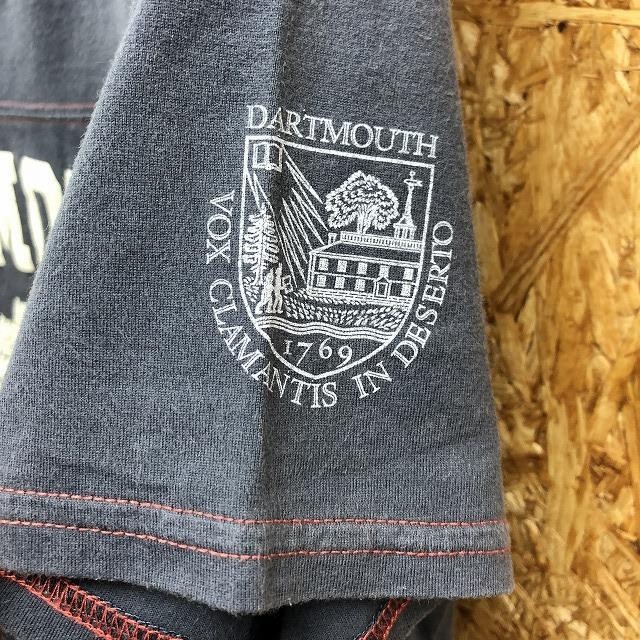 DARTMOUTH
VOX CLAMANTIS IN DESERTO
1769